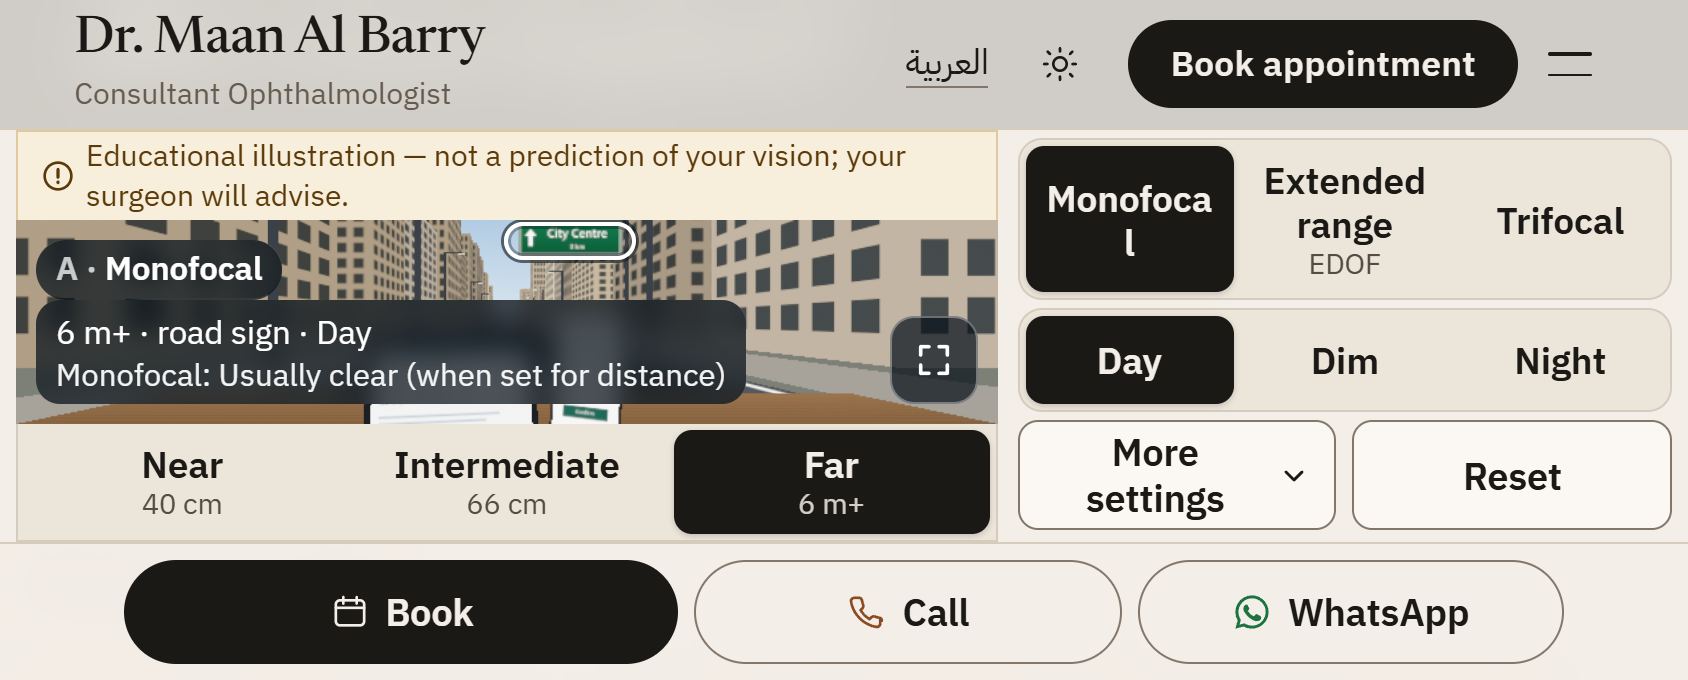 Dr. Maan Al Barry
Consultant Ophthalmologist
العربية
Book appointment
Educational illustration — not a prediction of your vision; your
surgeon will advise.
City Centre
A · Monofocal
6 m+ · road sign · Day
Monofocal: Usually clear (when set for distance)
Near
40 cm
Intermediate
66 cm
Far
6 m+
Monofoca
l
Extended
range
EDOF
Trifocal
Day
Dim
Night
More
settings
Reset
Book
Call
WhatsApp